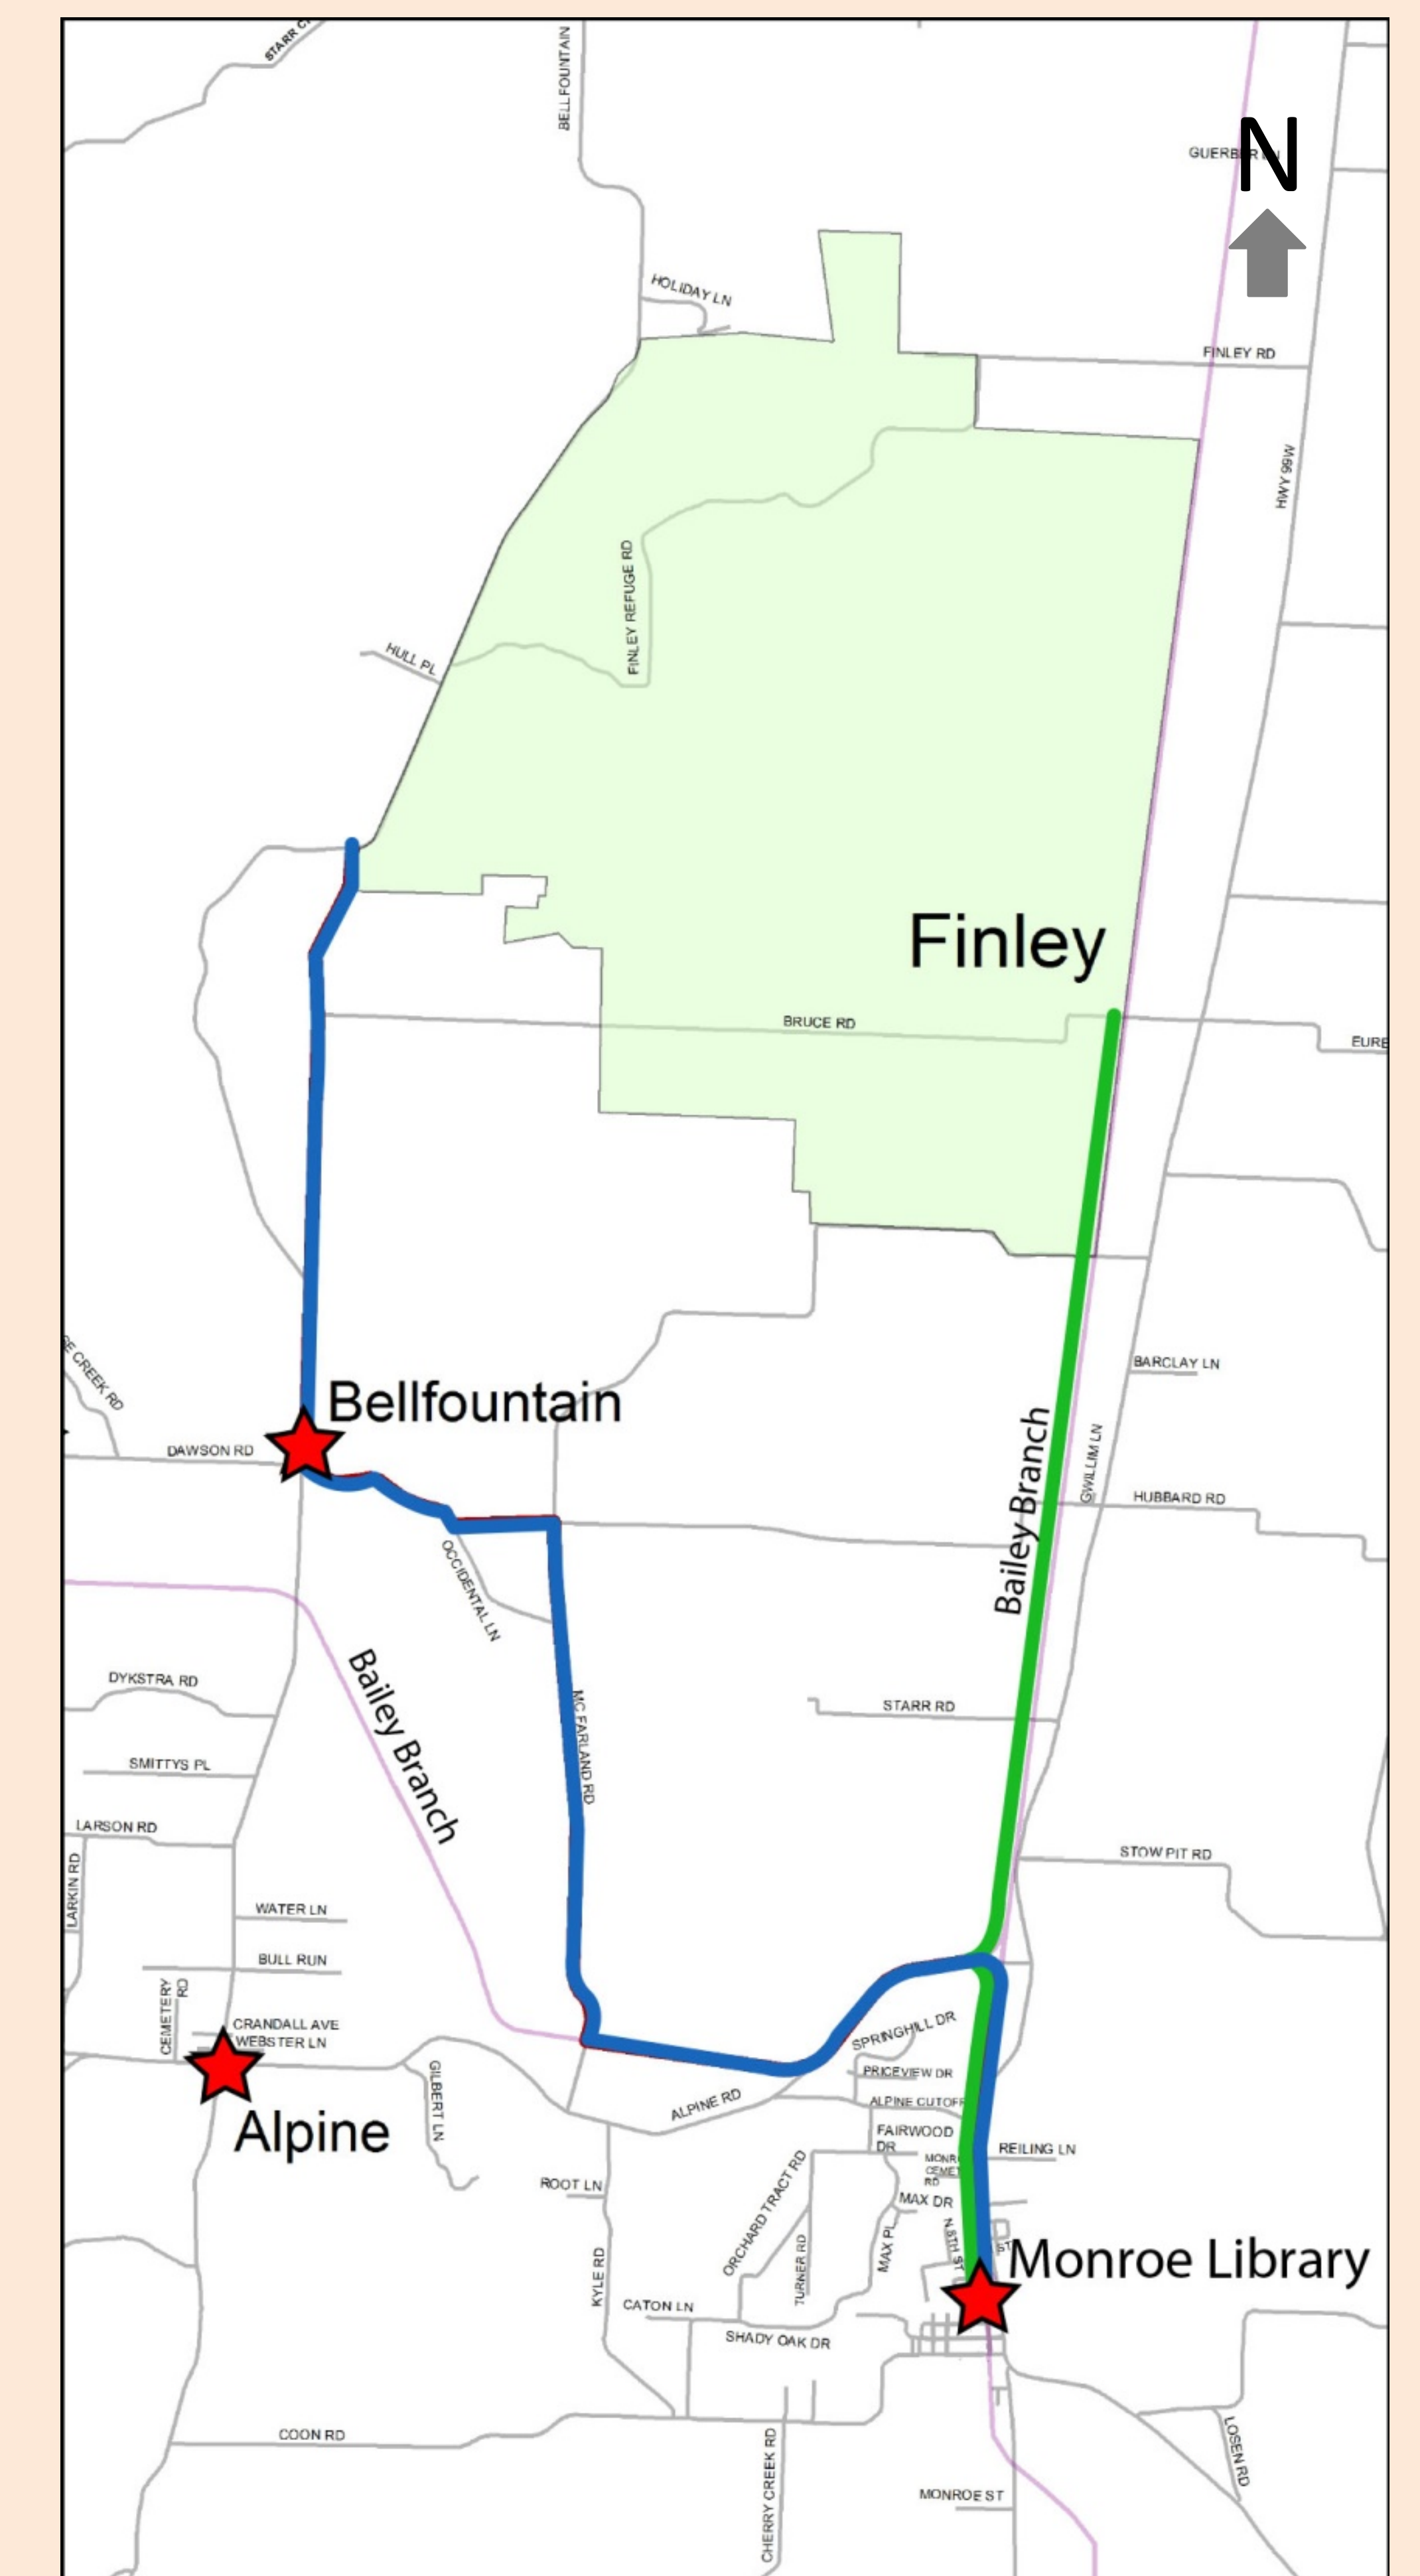 STARR C
BELLFOUNTAIN
N
HOLIDAY LN
FINLEY RD
HWY 99W
FINLEY REFUGE RD
HULL PL
Finley
BRUCE RD
EURE
BARCLAY LN
E CREEK RD
Bellfountain
DAWSON RD
Bailey Branch
GWILLIM LN
HUBBARD RD
OCCIDENTAL LN
Bailey Branch
DYKSTRA RD
MC FARLAND RD
STARR RD
SMITTYS PL
LARSON RD
STOW PIT RD
LARKIN RD
WATER LN
BULL RUN
CEMETERY
RD
CRANDALL AVE
WEBSTER LN
SPRINGHILL DR
PRICEVIEW DR
GILBERT LN
ALPINE RD
ALPINE CUTOFF
Alpine
FAIRWOOD
DR
REILING LN
MONR
CEMET
RD
ROOT LN
ORCHARD TRACT RD
MAX DR
N 5TH ST
ST
MAX PL
TURNER RD
KYLE RD
Monroe Library
CATON LN
SHADY OAK DR
COON RD
LOSEN RD
CHERRY CREEK RD
MONROE ST